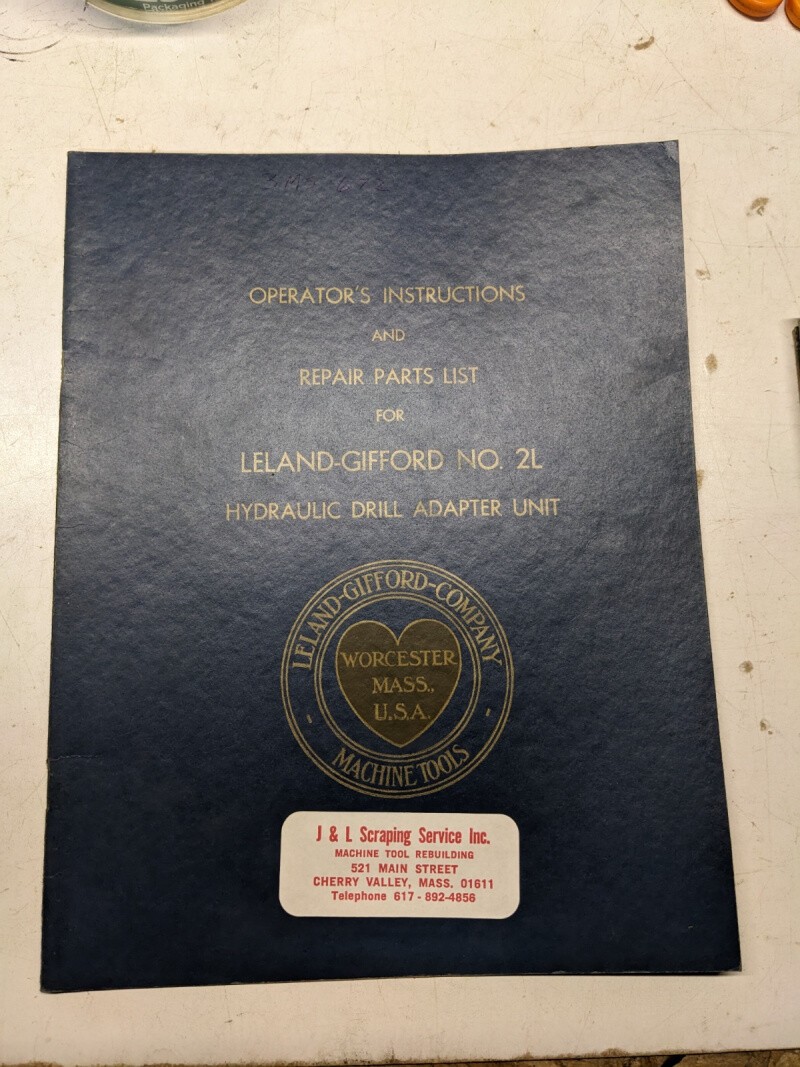 Packaging
OPERATOR'S INSTRUCTIONS
AND
REPAIR PARTS LIST
FOR
LELAND-GIFFORD NO. 2L
HYDRAULIC DRILL ADAPTER UNIT
LELAND-GIFFORD-COMPANY
WORCESTER
MASS.,
U.S.A.
- MACHINE TOOLS -
J & L Scraping Service Inc.
MACHINE TOOL REBUILDING
521 MAIN STREET
CHERRY VALLEY, MASS. 01611
Telephone 617 - 892-4856